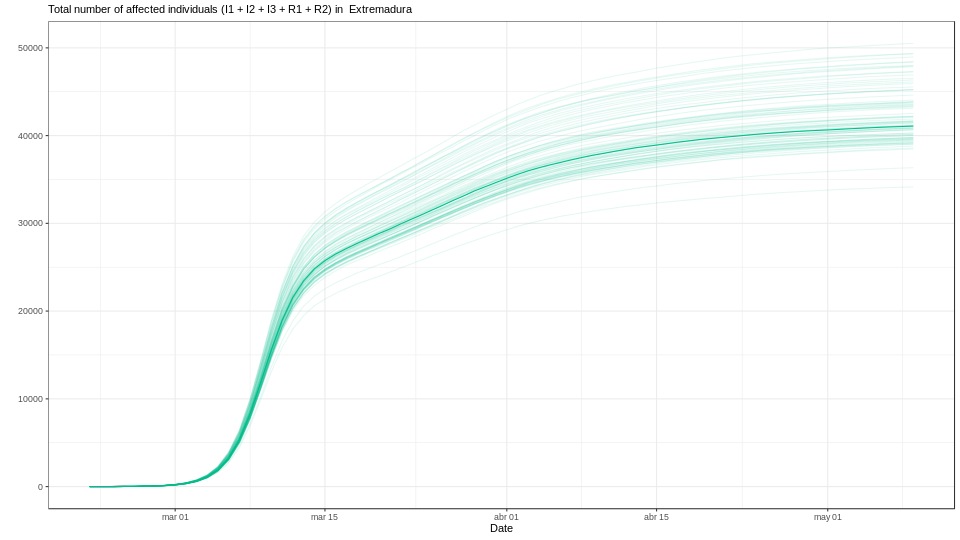 Total number of affected individuals (I1 + I2 + I3 + R1 + R2) in  Extremadura
50000
40000
30000
20000
10000
0
mar 01
mar 15
abr 01
abr 15
may 01
Date